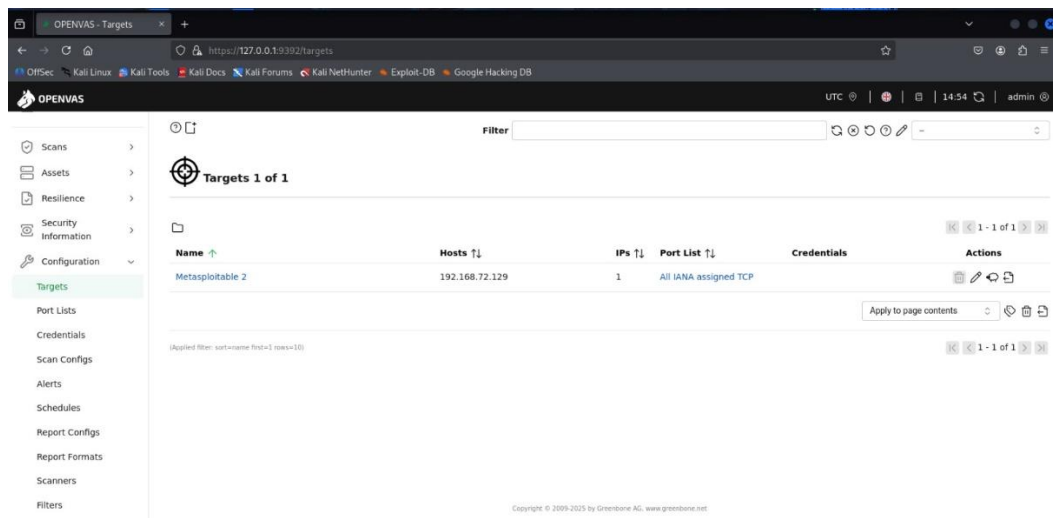 OPENVAS - Targets
https://127.0.0.1:9392/targets
OffSec Kali Linux Kali Tools Kali Docs Kali Forums Kali NetHunter Exploit-DB Google Hacking DB
OPENVAS
UTC | | | 14:54 | admin
Filter
--
Scans
Assets
Resilience
Security
Information
Configuration
Targets
Port Lists
Credentials
Scan Configs
Alerts
Schedules
Report Configs
Report Formats
Scanners
Filters
Targets 1 of 1
1 - 1 of 1
Name Hosts IPs Port List Credentials Actions
Metasploitable 2 192.168.72.129 1 All IANA assigned TCP
Apply to page contents
(Applied filter: sort=name first=1 rows=10)
1 - 1 of 1
Copyright © 2009-2025 by Greenbone AG, www.greenbone.net